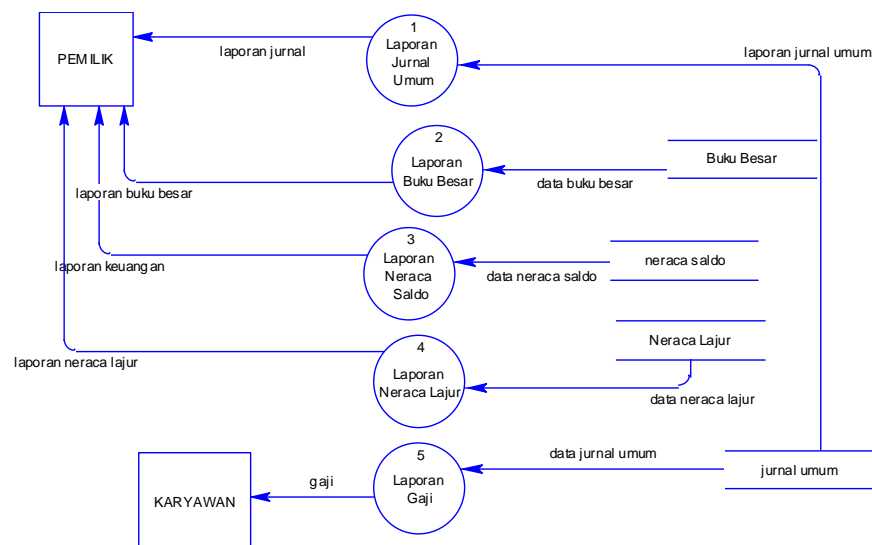 1
Laporan
Jurnal
Umum
PEMILIK
laporan jurnal
laporan jurnal umum
2
Laporan
Buku Besar
Buku Besar
data buku besar
laporan buku besar
3
Laporan
Neraca
Saldo
neraca saldo
data neraca saldo
laporan keuangan
4
Laporan
Neraca Lajur
Neraca Lajur
data neraca lajur
laporan neraca lajur
5
Laporan
Gaji
data jurnal umum
jurnal umum
gaji
KARYAWAN